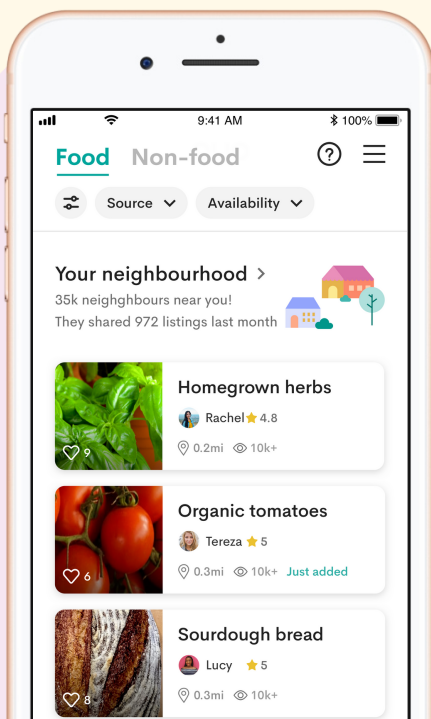 9:41 AM
100%
Food Non-food
Source Availability
Your neighbourhood
35k neighghbours near you!
They shared 972 listings last month
Homegrown herbs
Rachel 4.8
0.2mi 10k+
9
Organic tomatoes
Tereza 5
0.3mi 10k+ Just added
6
Sourdough bread
Lucy 5
0.3mi 10k+
8